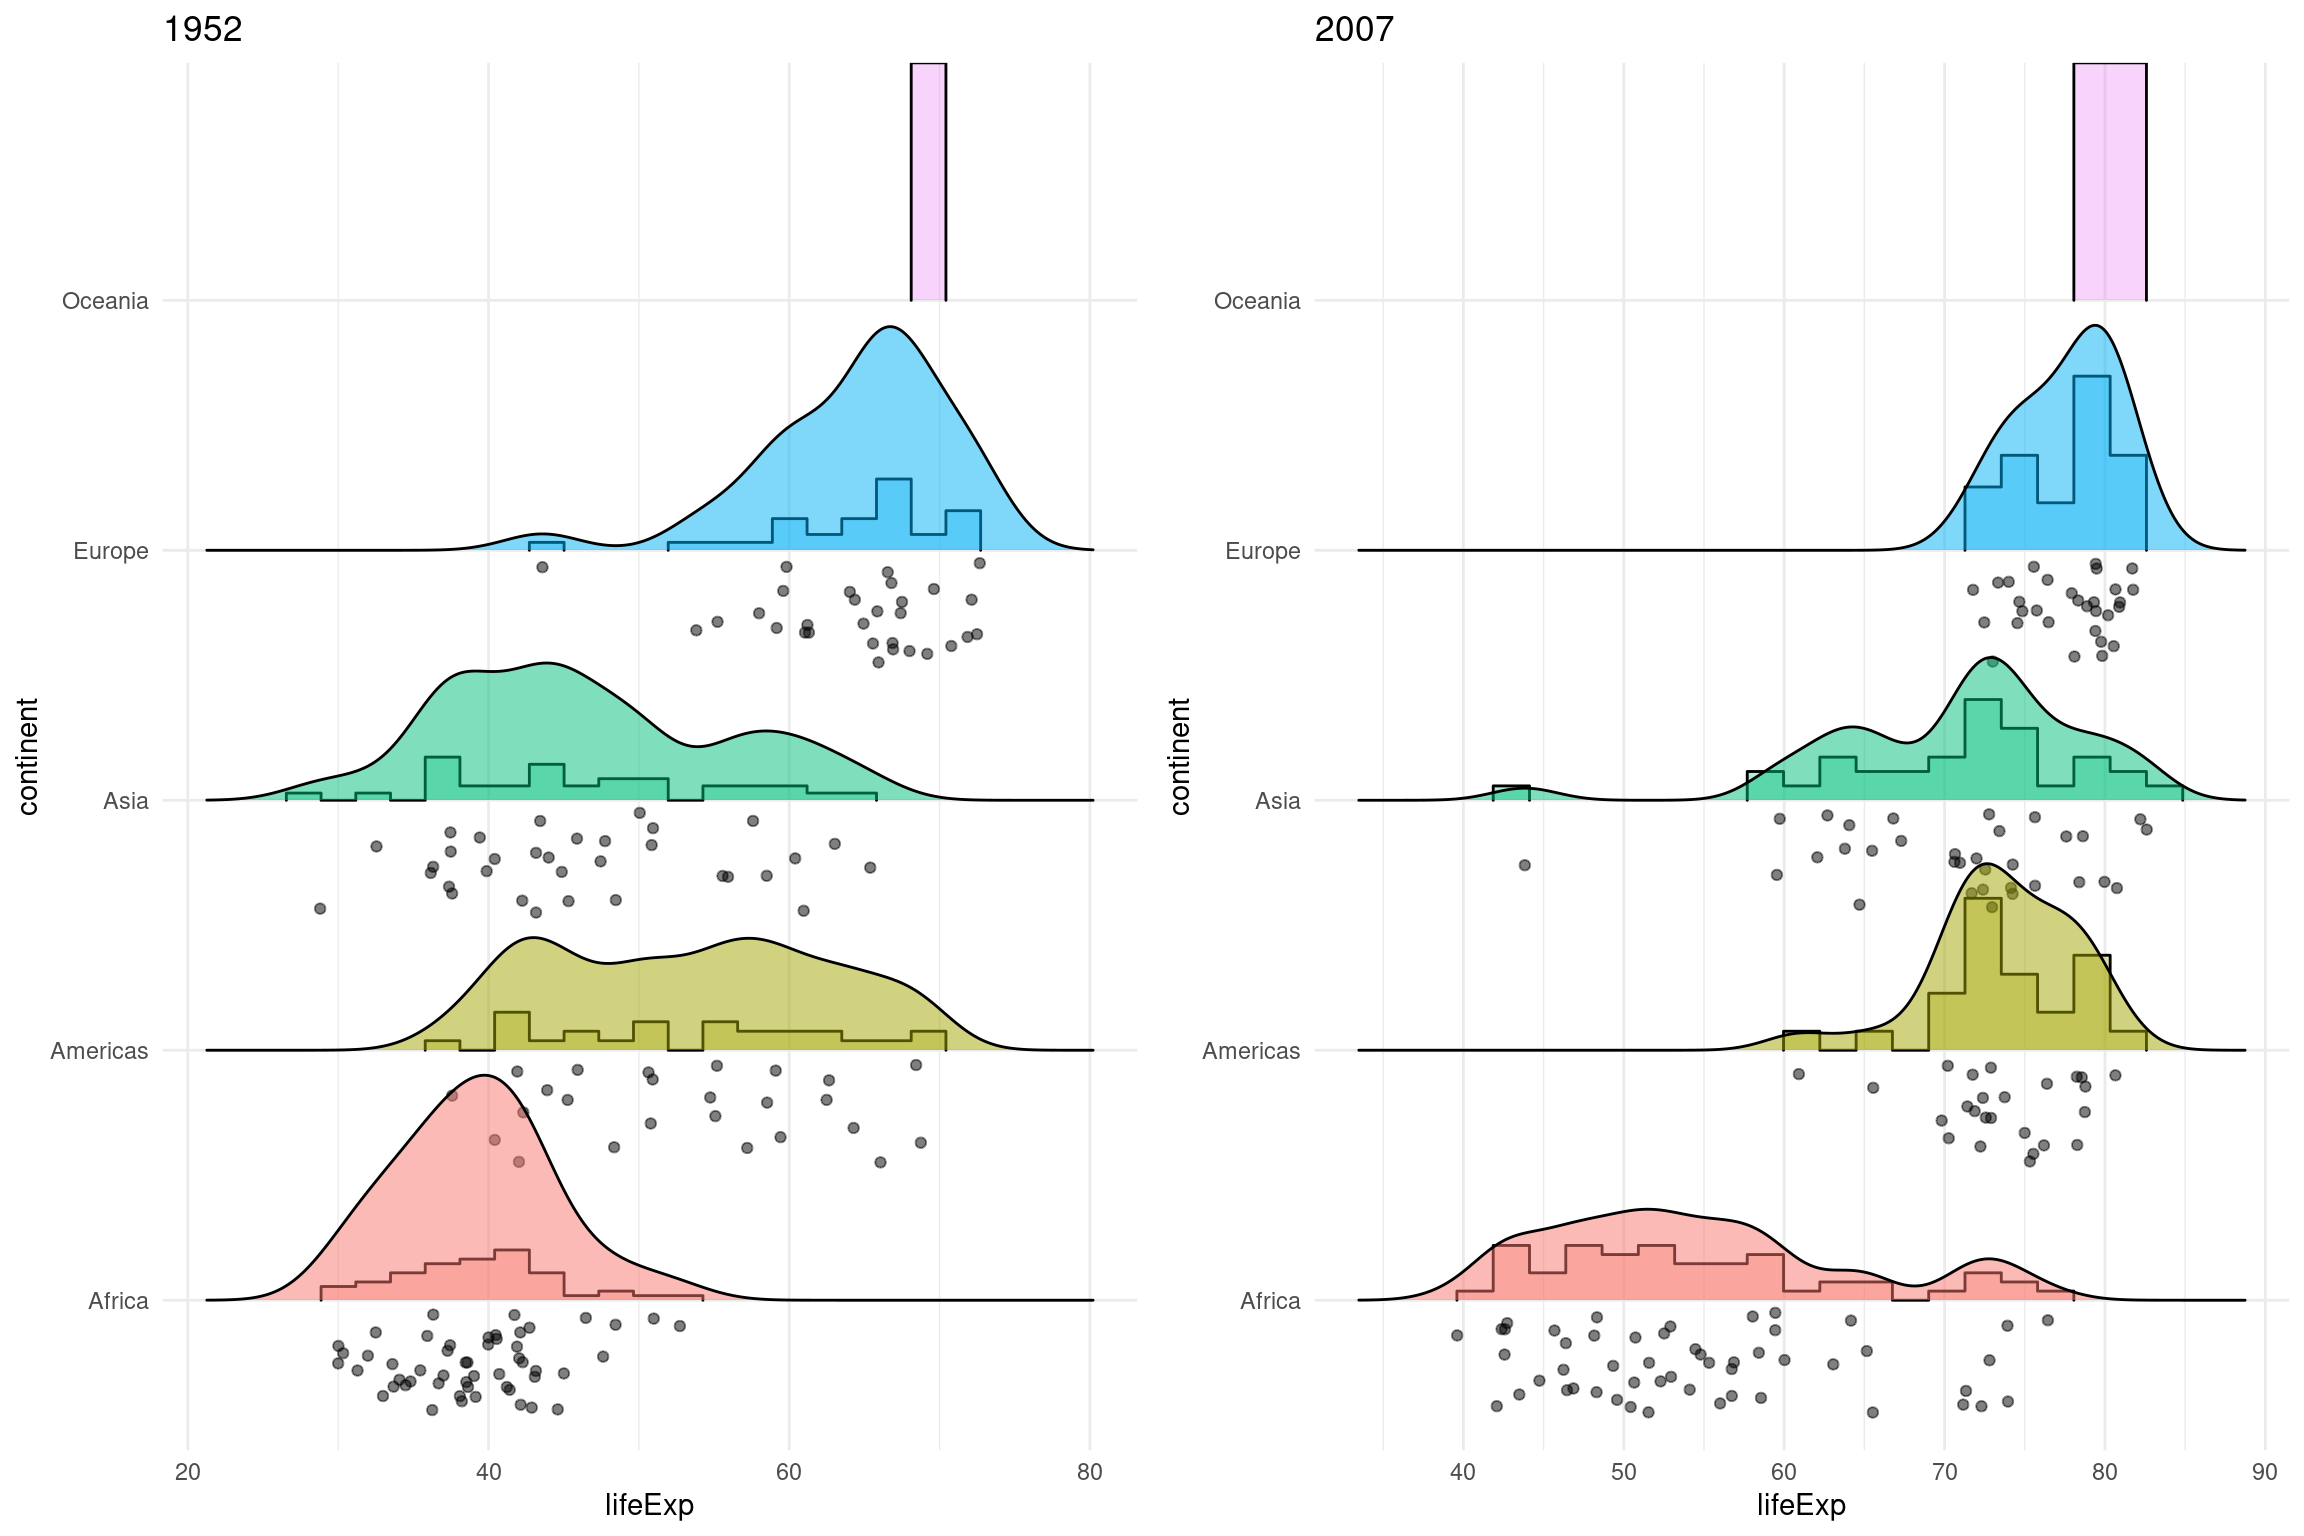 1952
Oceania
Europe
Asia
Americas
Africa
continent
20 40 60 80
lifeExp
2007
Oceania
Europe
Asia
Americas
Africa
continent
40 50 60 70 80 90
lifeExp